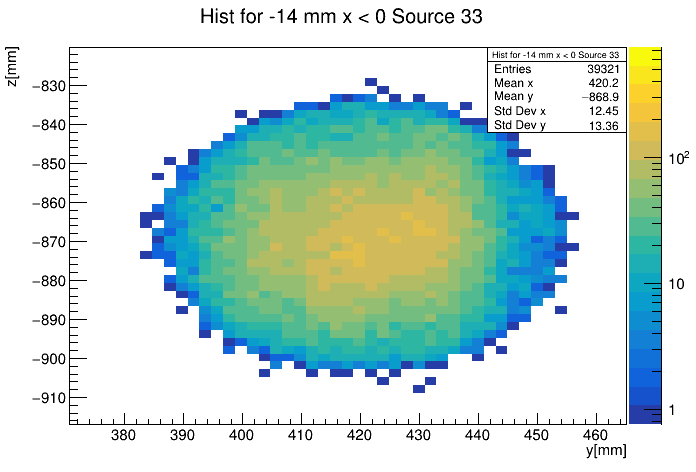 Hist for -14 mm x < 0 Source 33
z[mm]
Hist for -14 mm x < 0 Source 33
Entries 39321
Mean x 420.2
Mean y −868.9
Std Dev x 12.45
Std Dev y 13.36
−830
−840
−850
−860
−870
−880
−890
−900
−910
380 390 400 410 420 430 440 450 460
y[mm]
10²
10
1